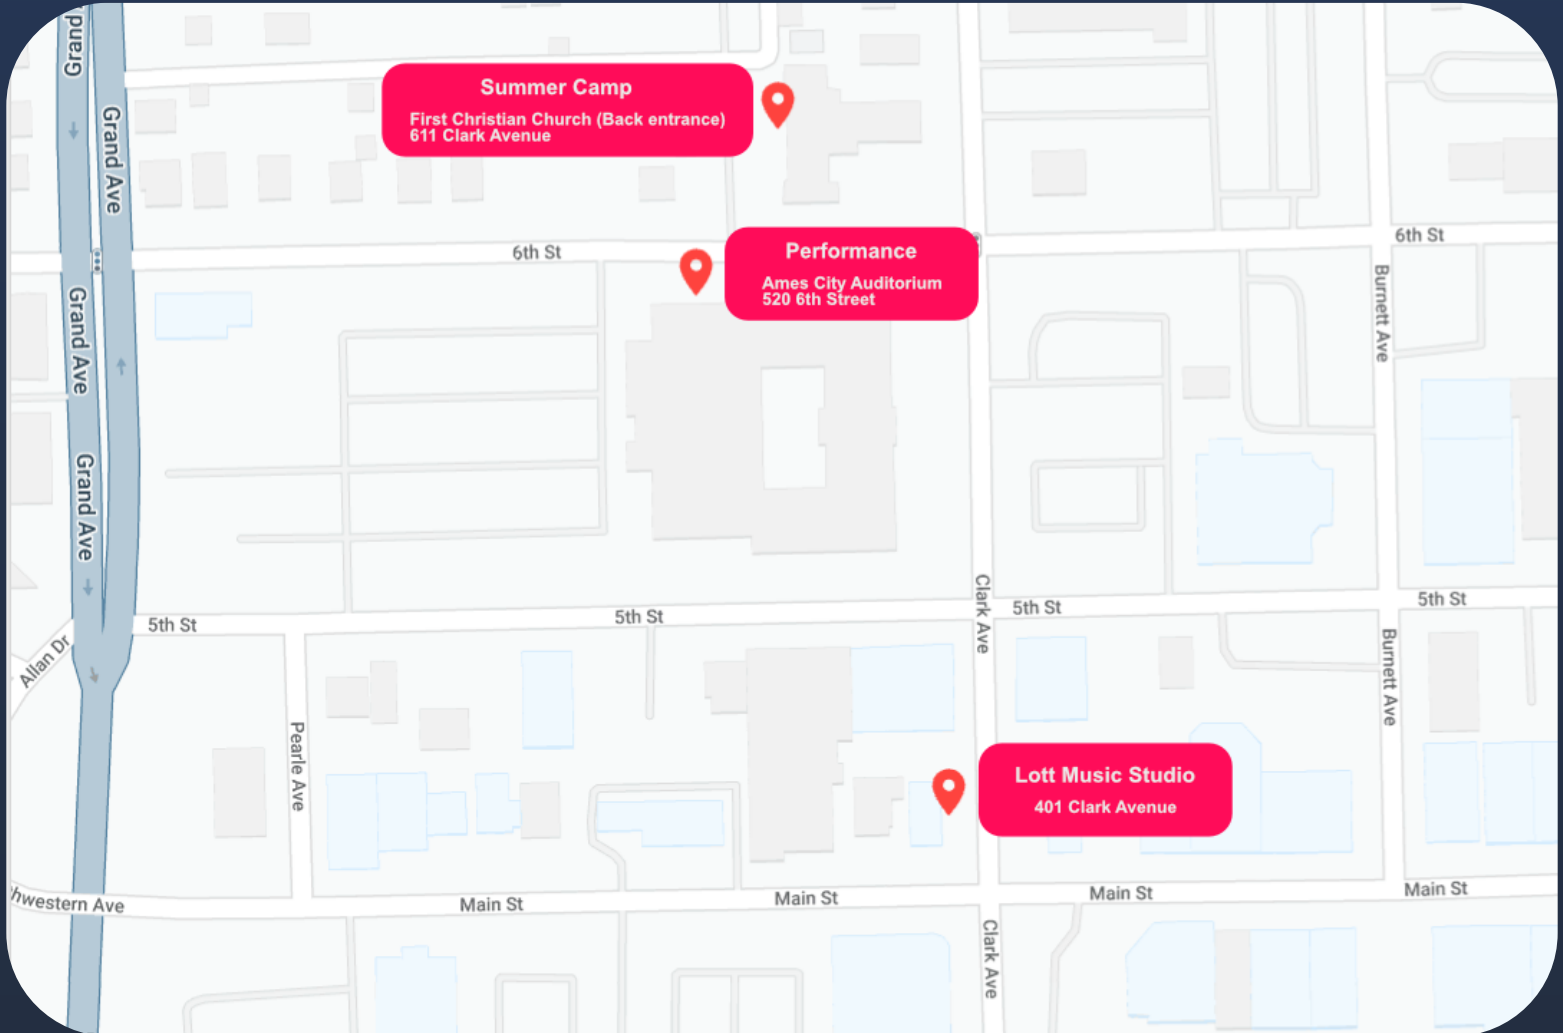 Grand
Grand Ave
Summer Camp
First Christian Church (Back entrance)
611 Clark Avenue
6th St
6th St
Performance
Ames City Auditorium
520 6th Street
Grand Ave
Burnett Ave
Grand Ave
5th St
5th St
Clark Ave
5th St
5th St
Allan Dr
Burnett Ave
Pearle Ave
Lott Music Studio
401 Clark Avenue
hwestern Ave
Main St
Main St
Main St
Main St
Clark Ave